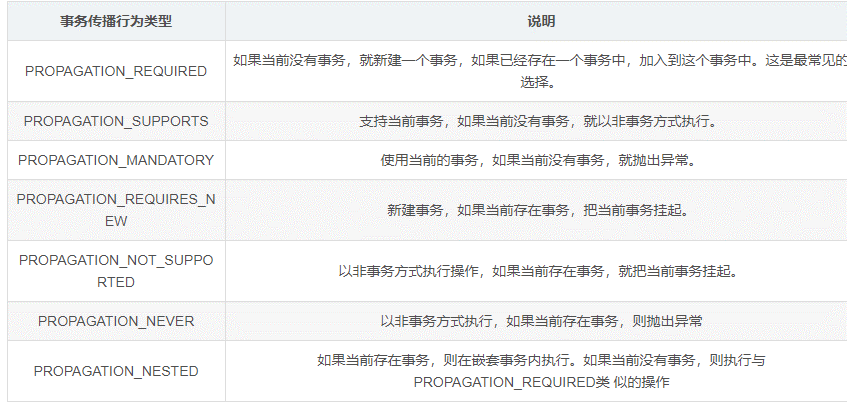 事务传播行为类型 说明
PROPAGATION_REQUIRED 如果当前没有事务，就新建一个事务，如果已经存在一个事务中，加入到这个事务中。这是最常见的
选择。
PROPAGATION_SUPPORTS 支持当前事务，如果当前没有事务，就以非事务方式执行。
PROPAGATION_MANDATORY 使用当前的事务，如果当前没有事务，就抛出异常。
PROPAGATION_REQUIRES_N
EW
新建事务，如果当前存在事务，把当前事务挂起。
PROPAGATION_NOT_SUPPO
RTED
以非事务方式执行操作，如果当前存在事务，就把当前事务挂起。
PROPAGATION_NEVER 以非事务方式执行，如果当前存在事务，则抛出异常
PROPAGATION_NESTED 如果当前存在事务，则在嵌套事务内执行。如果当前没有事务，则执行与
PROPAGATION_REQUIRED类 似的操作